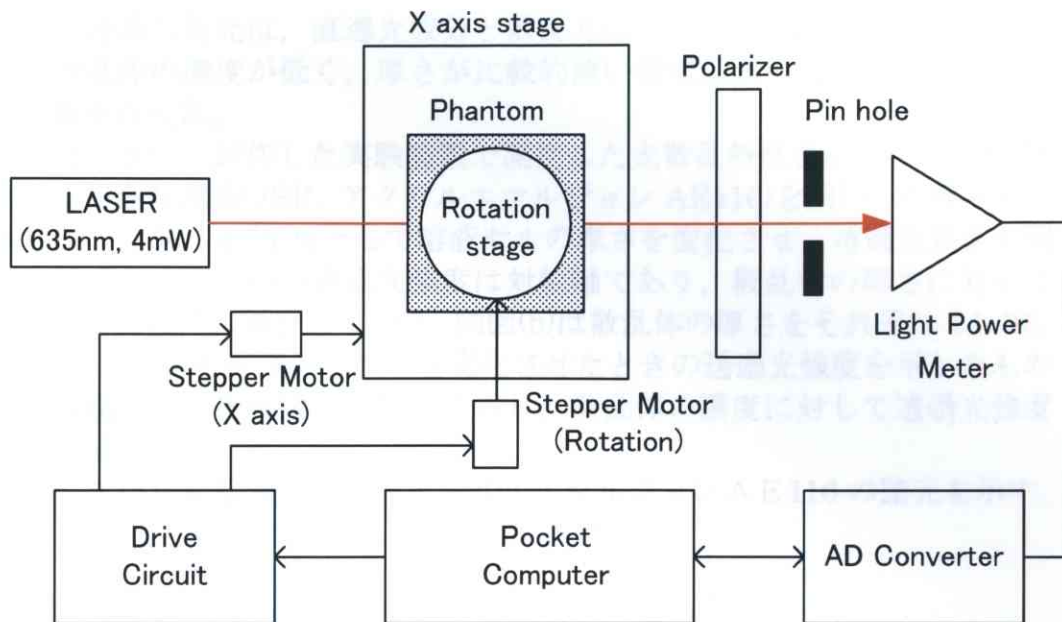 X axis stage
Polarizer
Phantom
Pin hole
LASER
(635nm, 4mW)
Rotation
stage
Light Power
Meter
Stepper Motor
(X axis)
Stepper Motor
(Rotation)
Drive
Circuit
Pocket
Computer
AD Converter